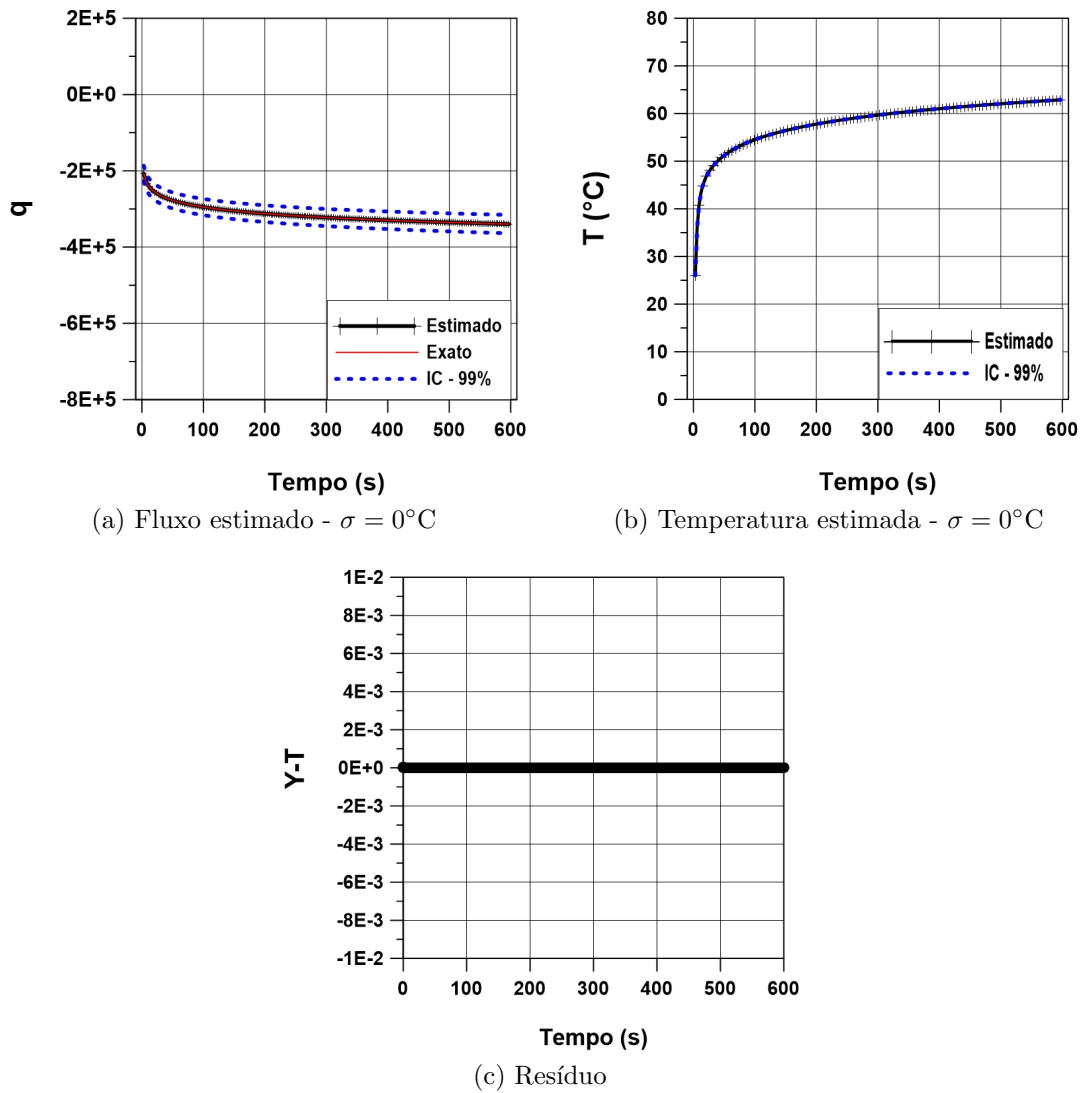 2E+5
0E+0
-2E+5
-4E+5
-6E+5
-8E+5
q
0 100 200 300 400 500 600
Tempo (s)
Estimado
Exato
IC - 99%
(a) Fluxo estimado - σ = 0°C
80
70
60
50
40
30
20
10
0
T (°C)
0 100 200 300 400 500 600
Tempo (s)
Estimado
IC - 99%
(b) Temperatura estimada - σ = 0°C
1E-2
8E-3
6E-3
4E-3
2E-3
0E+0
-2E-3
-4E-3
-6E-3
-8E-3
-1E-2
Y-T
0 100 200 300 400 500 600
Tempo (s)
(c) Resíduo